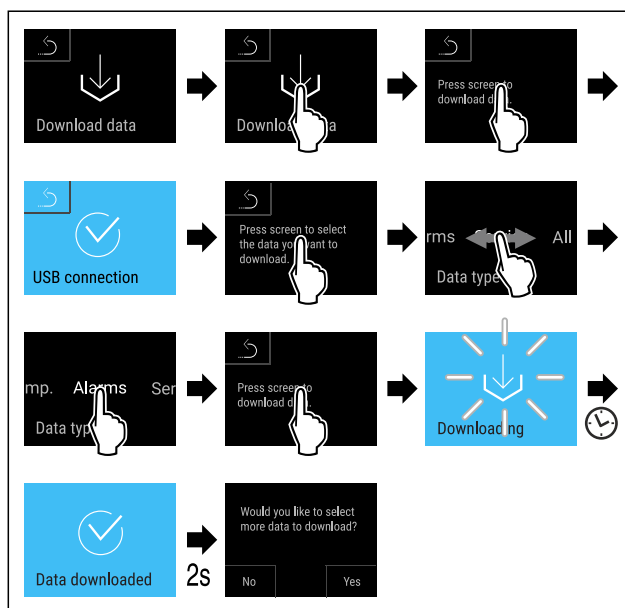 Download data
Downlo a
Press screen to
download d .
USB connection
Press screen to select
the data you want to
download.
rms All
Data type
mp. Alarms Ser
Data typ
Press screen to
download d .
Downloading
Data downloaded
2s
Would you like to select
more data to download?
No Yes